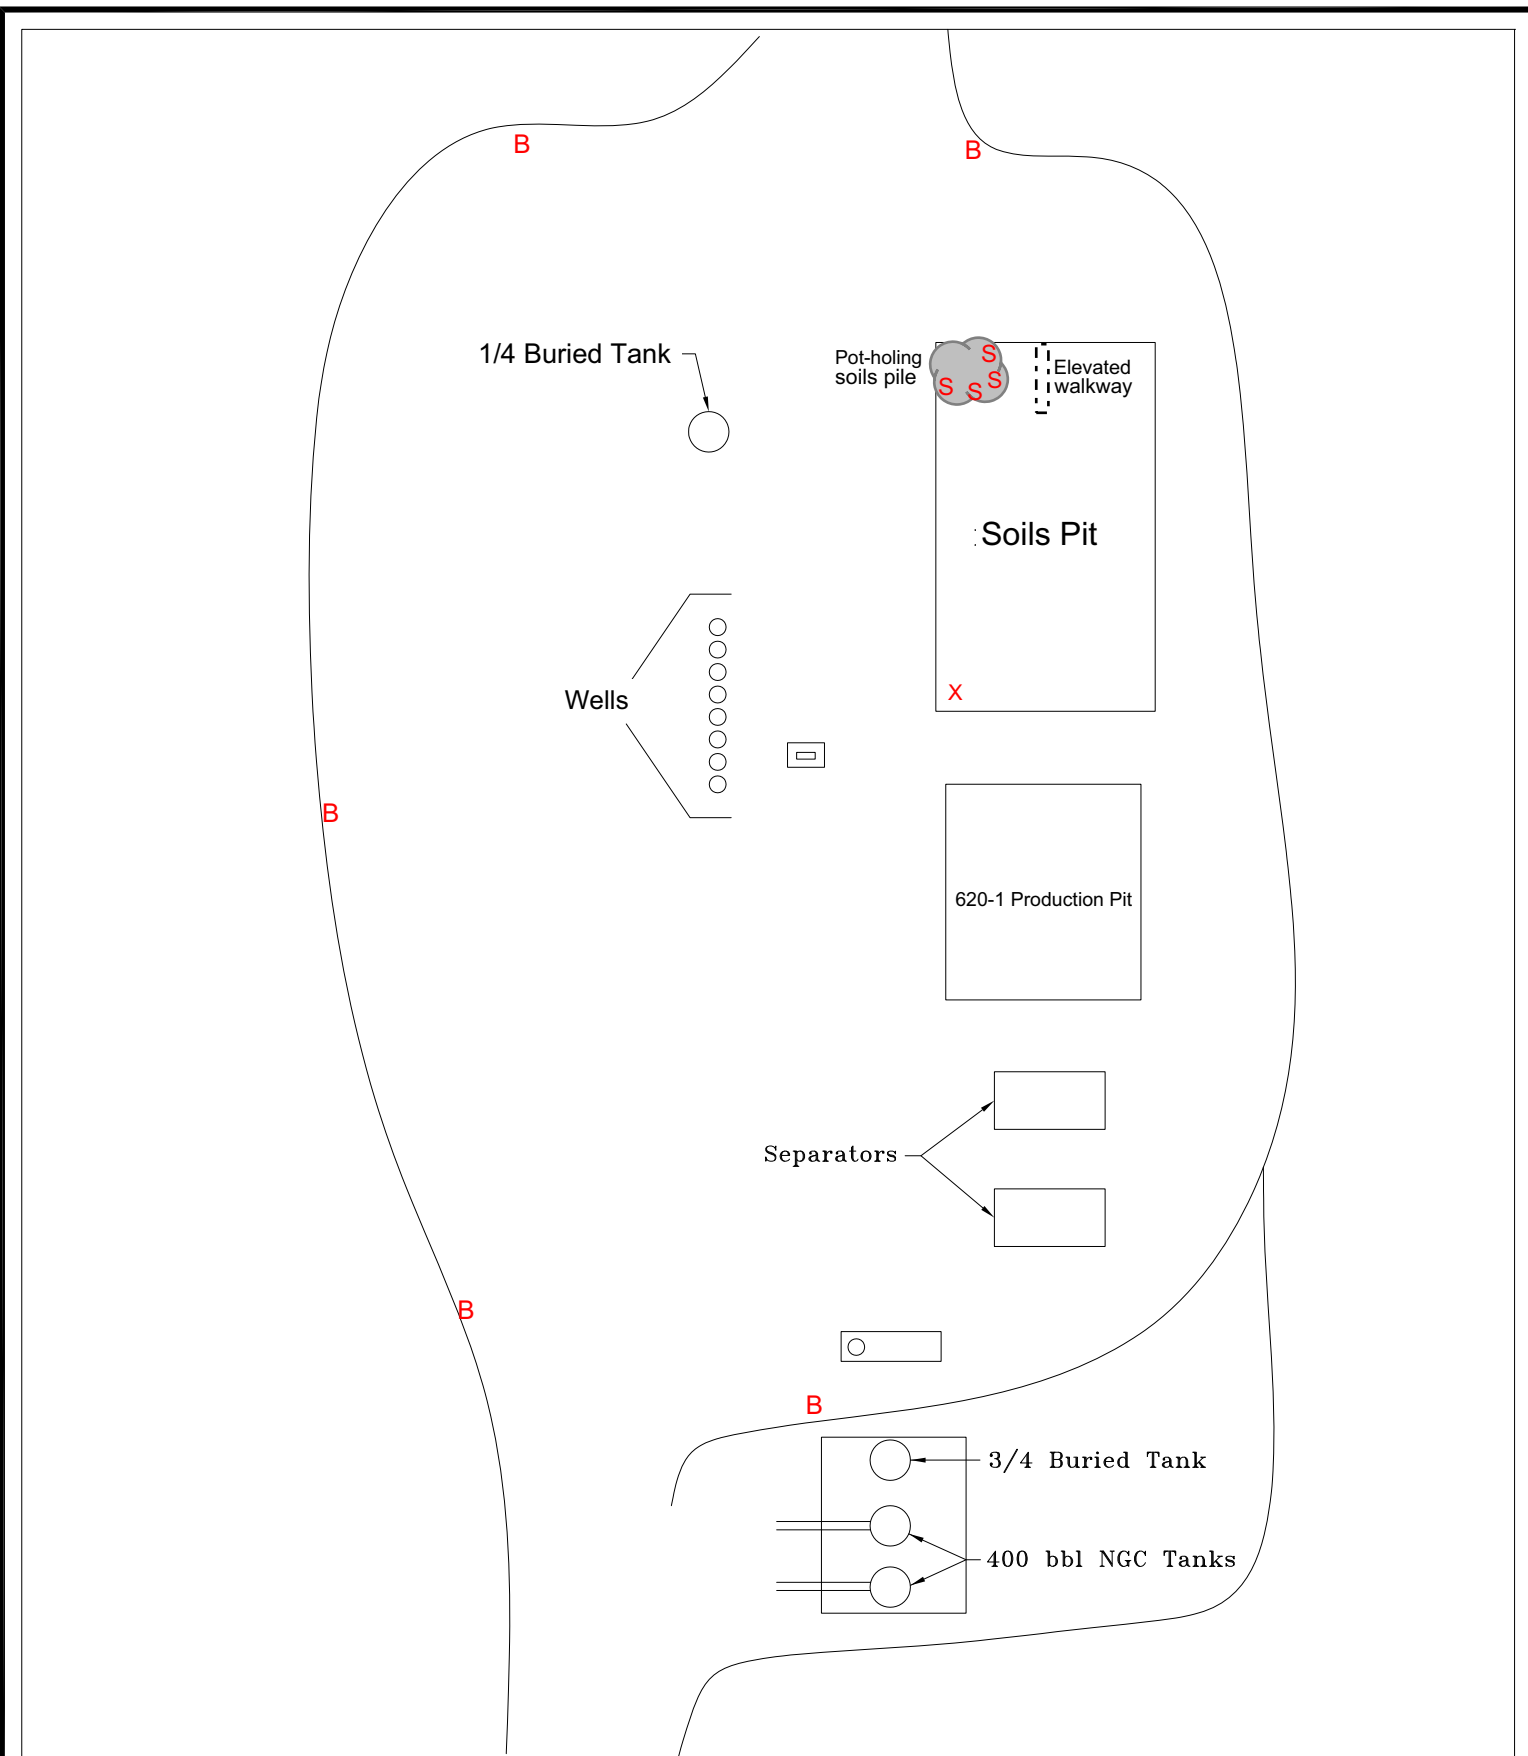 B
B
1/4 Buried Tank
Pot-holing
soils pile
S
S
S
S
Elevated
walkway
Soils Pit
Wells
X
B
620-1 Production Pit
Separators
B
B
3/4 Buried Tank
400 bbl NGC Tanks